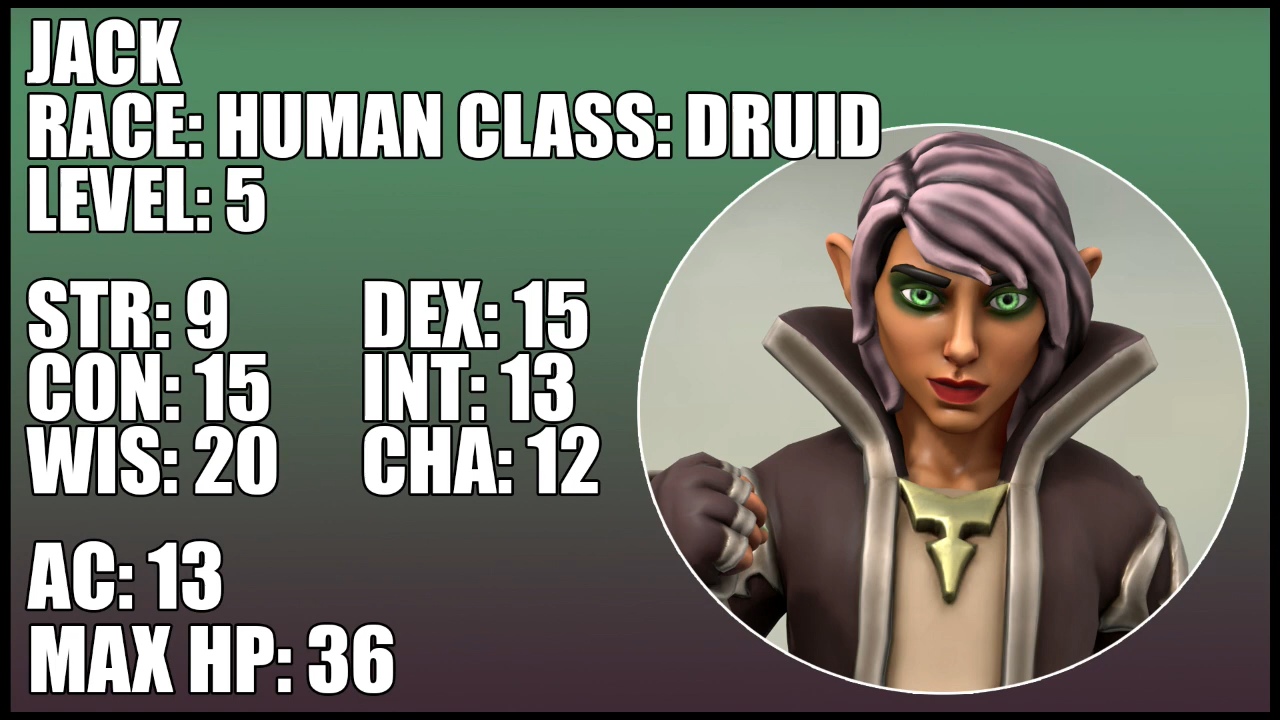 JACK
RACE: HUMAN CLASS: DRUID
LEVEL: 5
STR: 9 DEX: 15
CON: 15 INT: 13
WIS: 20 CHA: 12
AC: 13
MAX HP: 36